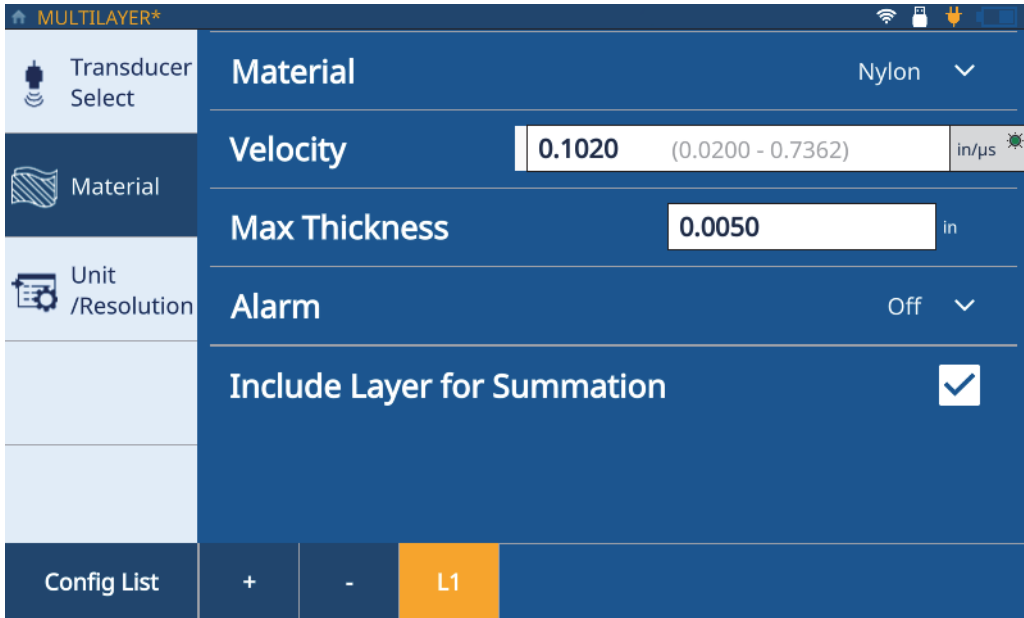 MULTILAYER*
Transducer
Select
Material
Unit
/Resolution
Material Nylon
Velocity 0.1020 (0.0200 - 0.7362) in/µs
Max Thickness 0.0050 in
Alarm Off
Include Layer for Summation
Config List + - L1